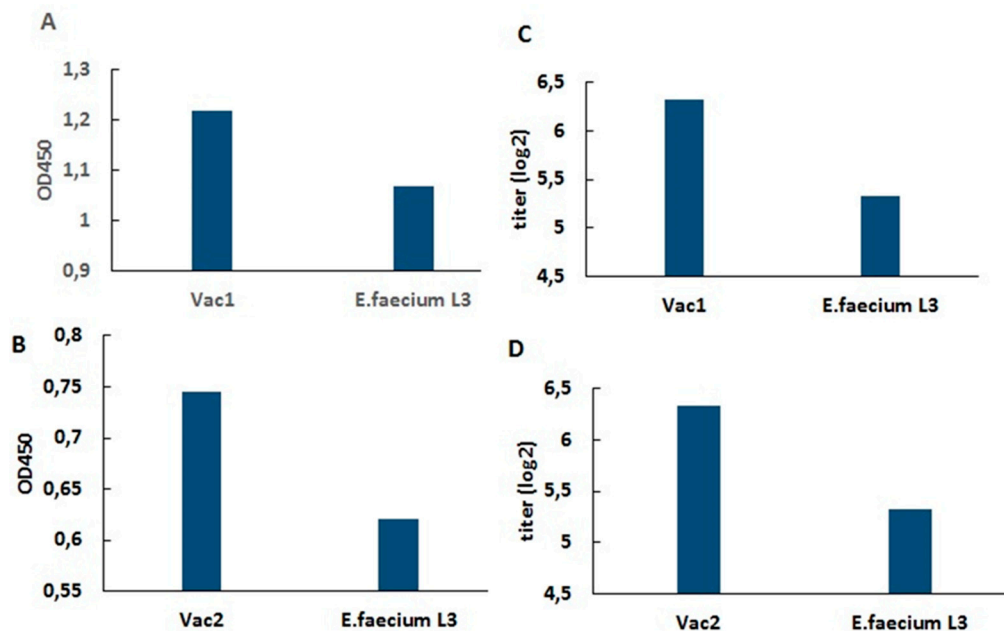 A
1,3
1,2
1,1
1
0,9
OD450
Vac1 E.faecium L3
C
6,5
6
5,5
5
4,5
titer (log2)
Vac1 E.faecium L3
B
0,8
0,75
0,7
0,65
0,6
0,55
OD450
Vac2 E.faecium L3
D
6,5
6
5,5
5
4,5
titer (log2)
Vac2 E.faecium L3